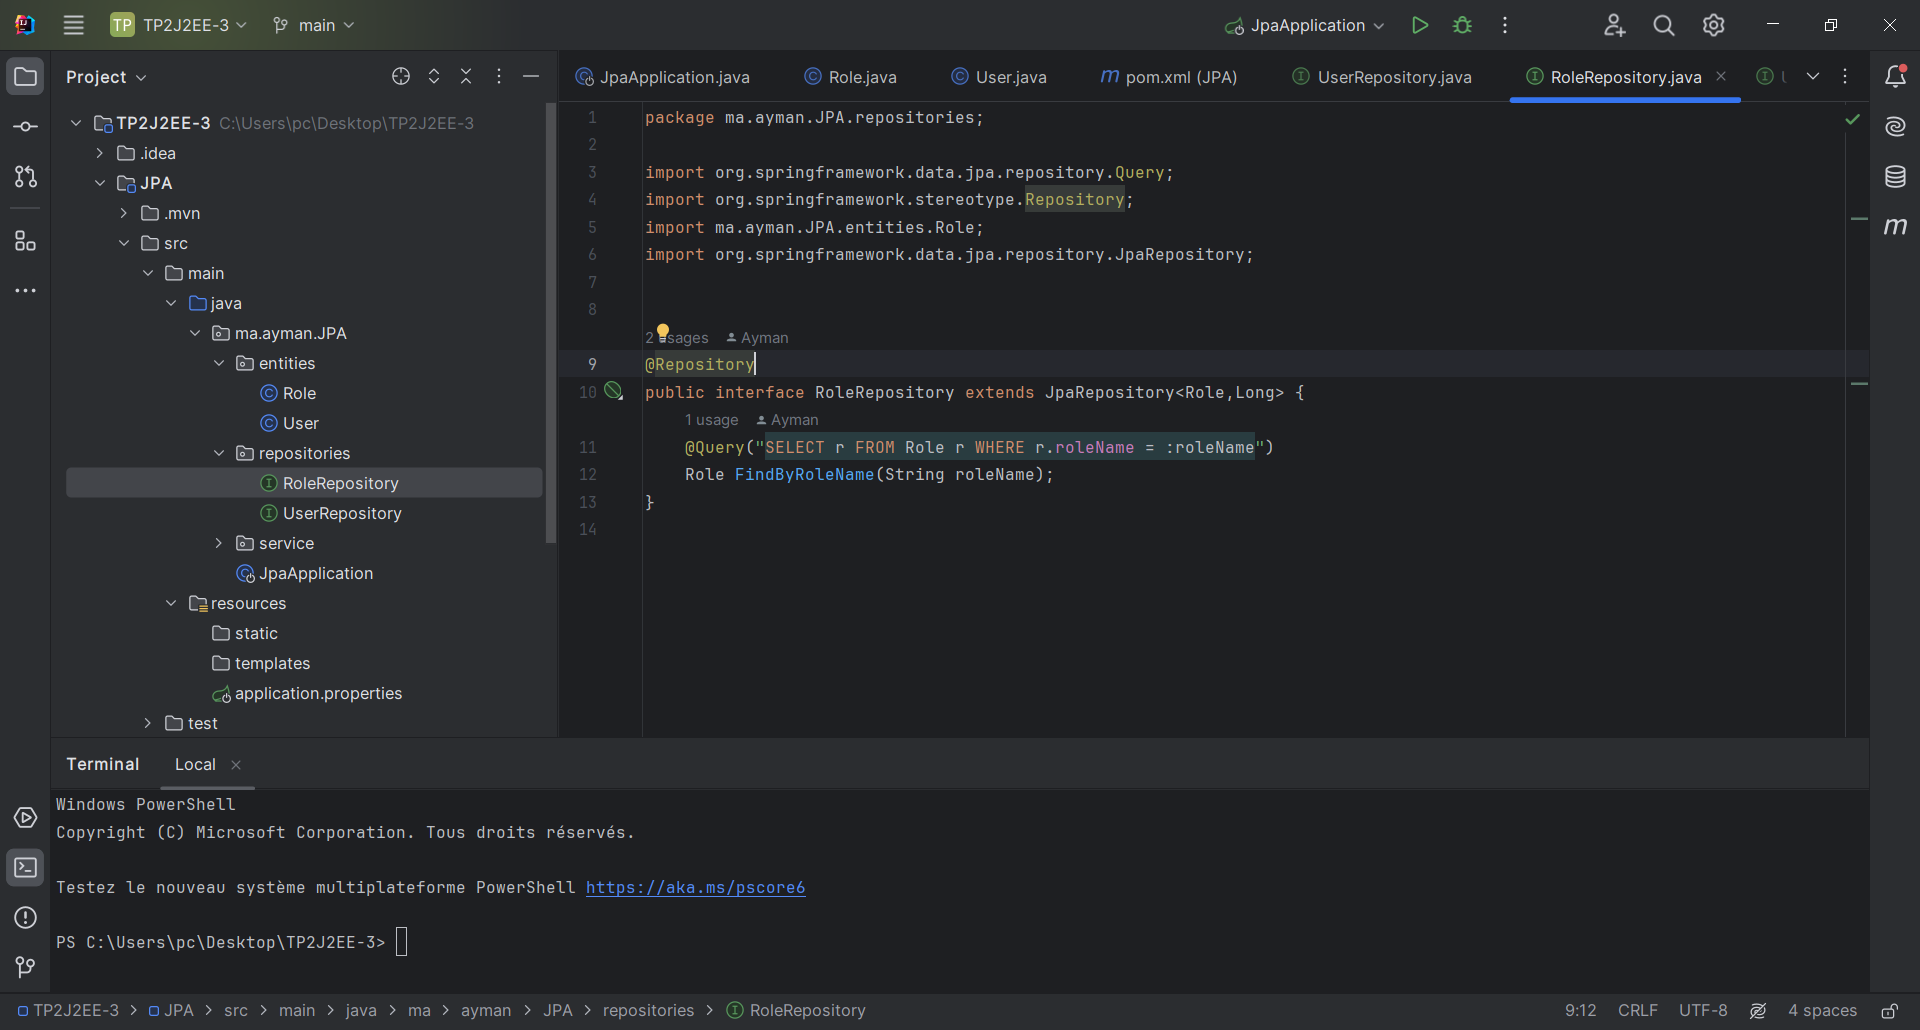 TP TP2J2EE-3 main JpaApplication
Project
JpaApplication.java Role.java User.java m pom.xml (JPA) UserRepository.java RoleRepository.java
TP2J2EE-3 C:\Users\pc\Desktop\TP2J2EE-3
.idea
JPA
.mvn
src
main
java
ma.ayman.JPA
entities
Role
User
repositories
RoleRepository
UserRepository
service
JpaApplication
resources
static
templates
application.properties
test
1 package ma.ayman.JPA.repositories;
2
3 import org.springframework.data.jpa.repository.Query;
4 import org.springframework.stereotype.Repository;
5 import ma.ayman.JPA.entities.Role;
6 import org.springframework.data.jpa.repository.JpaRepository;
7
8
2 usages Ayman
9 @Repository
10 public interface RoleRepository extends JpaRepository<Role,Long> {
1 usage Ayman
11 @Query("SELECT r FROM Role r WHERE r.roleName = :roleName")
12 Role FindByRoleName(String roleName);
13 }
14
Terminal Local
Windows PowerShell
Copyright (C) Microsoft Corporation. Tous droits réservés.
Testez le nouveau système multiplateforme PowerShell https://aka.ms/pscore6
PS C:\Users\pc\Desktop\TP2J2EE-3>
TP2J2EE-3 > JPA > src > main > java > ma > ayman > JPA > repositories > RoleRepository
9:12 CRLF UTF-8 4 spaces